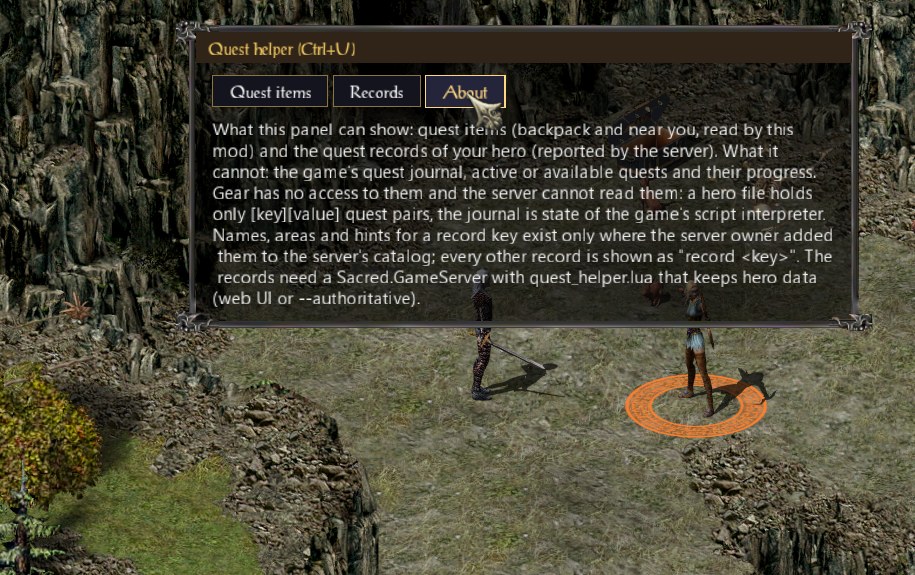 Quest helper (Ctrl+U)
Quest items
Records
About
What this panel can show: quest items (backpack and near you, read by this
mod) and the quest records of your hero (reported by the server). What it
cannot: the game's quest journal, active or available quests and their progress.
Gear has no access to them and the server cannot read them: a hero file holds
only [key][value] quest pairs, the journal is state of the game's script interpreter.
Names, areas and hints for a record key exist only where the server owner added
them to the server's catalog; every other record is shown as "record <key>". The
records need a Sacred.GameServer with quest_helper.lua that keeps hero data
(web UI or --authoritative).